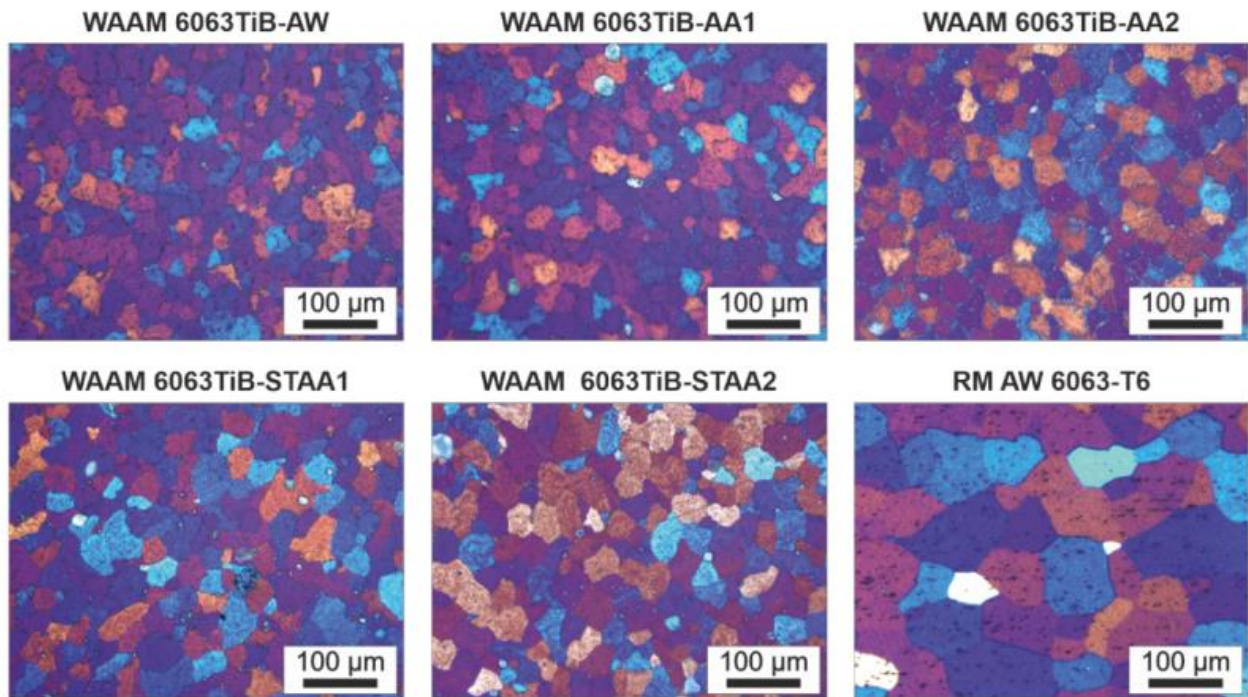 WAAM 6063TiB-AW
WAAM 6063TiB-AA1
WAAM 6063TiB-AA2
100 µm
100 µm
100 µm
WAAM 6063TiB-STAA1
WAAM 6063TiB-STAA2
RM AW 6063-T6
100 µm
100 µm
100 µm